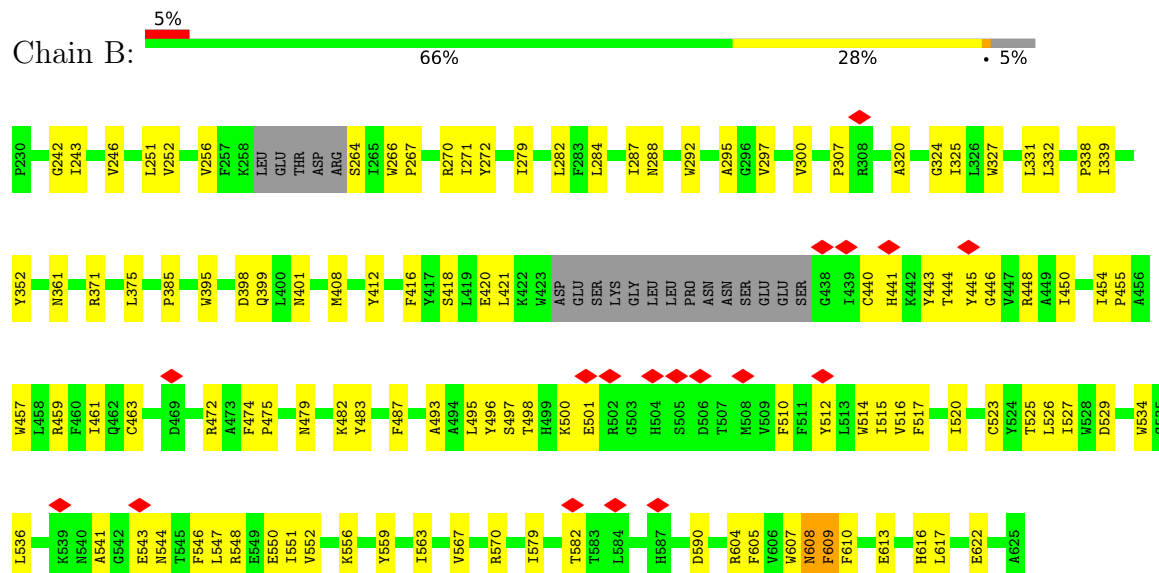 5%
Chain B:
66% 28% • 5%
P230 G242 I243 V246 L251 V252 V256 F257 K258 LEU GLU THR ASP ARG S264 I265 W266 P267 R270 I271 Y272 I279 L282 F283 L284 I287 N288 W292 A295 G296 V297 V300 P307 R308 A320 G324 I325 L326 W327 L331 L332 P338 I339
Y352 N361 R371 L375 P385 W395 D398 Q399 L400 N401 M408 Y412 F416 Y417 S418 L419 E420 L421 K422 W423 ASP GLU SER LYS GLY LEU LEU PRO ASN ASN SER GLU GLU SER G438 I439 C440 H441 K442 Y443 T444 Y445 G446 V447 R448 A449 I450 I454 P455 A456
W457 L458 R459 F460 I461 Q462 C463 D469 R472 A473 F474 P475 N479 K482 Y483 F487 A493 A494 L495 Y496 S497 T498 H499 K500 E501 R502 G503 H504 S505 D506 T507 M508 V509 F510 F511 Y512 L513 W514 I515 V516 F517 I520 C523 Y524 T525 L526 I527 W528 D529 W534
L536 K539 N540 A541 G542 E543 N544 T545 F546 L547 R548 E549 E550 I551 V552 K556 Y559 I563 V567 R570 I579 T582 T583 L584 H587 D590 R604 F605 V606 W607 N608 F609 F610 E613 H616 L617 E622 A625